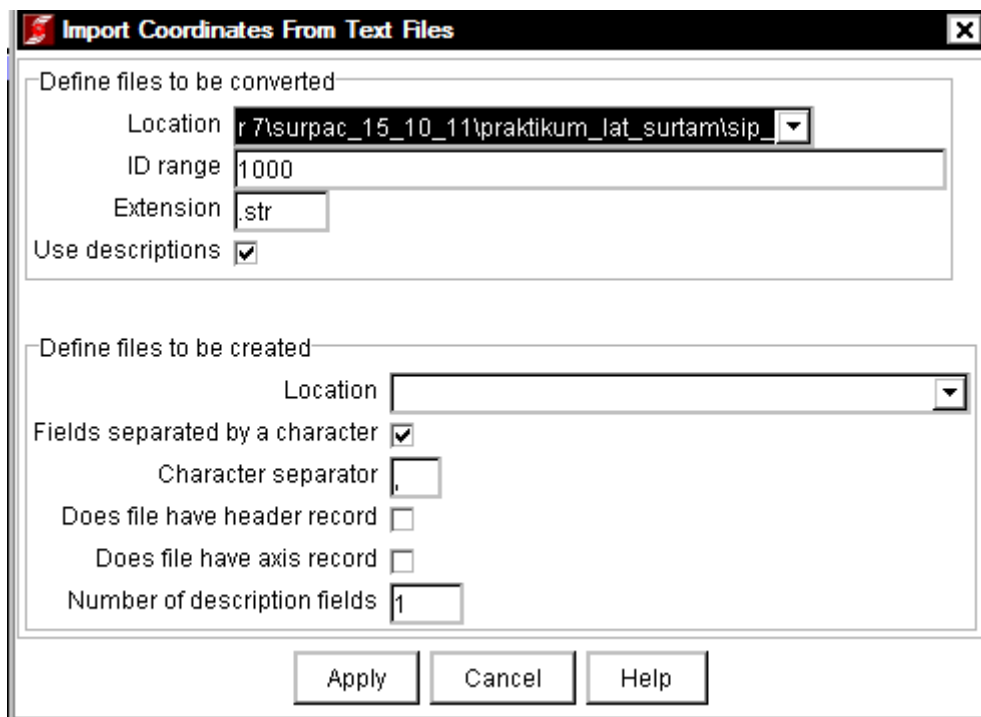 Import Coordinates From Text Files
Define files to be converted
Location r 7\surpac_15_10_11\praktikum_lat_surtam\sip_
ID range 1000
Extension .str
Use descriptions
Define files to be created
Location
Fields separated by a character
Character separator ,
Does file have header record
Does file have axis record
Number of description fields 1
Apply Cancel Help